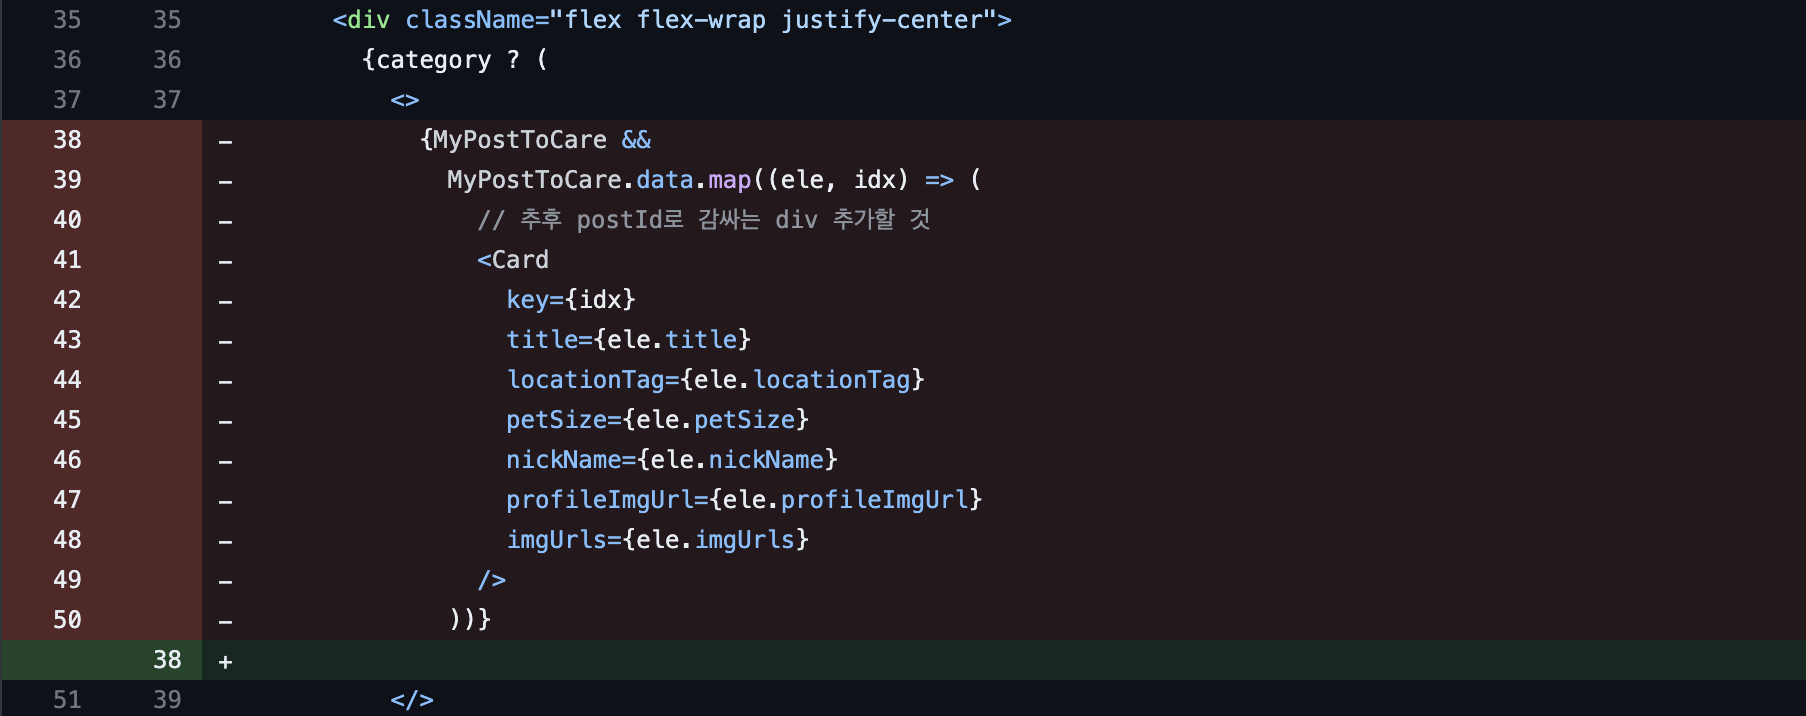 35 35 <div className="flex flex-wrap justify-center">
36 36 {category ? (
37 37 <>
38 - {MyPostToCare &&
39 - MyPostToCare.data.map((ele, idx) => (
40 - // 추후 postId로 감싸는 div 추가할 것
41 - <Card
42 - key={idx}
43 - title={ele.title}
44 - locationTag={ele.locationTag}
45 - petSize={ele.petSize}
46 - nickName={ele.nickName}
47 - profileImgUrl={ele.profileImgUrl}
48 - imgUrls={ele.imgUrls}
49 - />
50 - ))}
38 +
51 39 </>